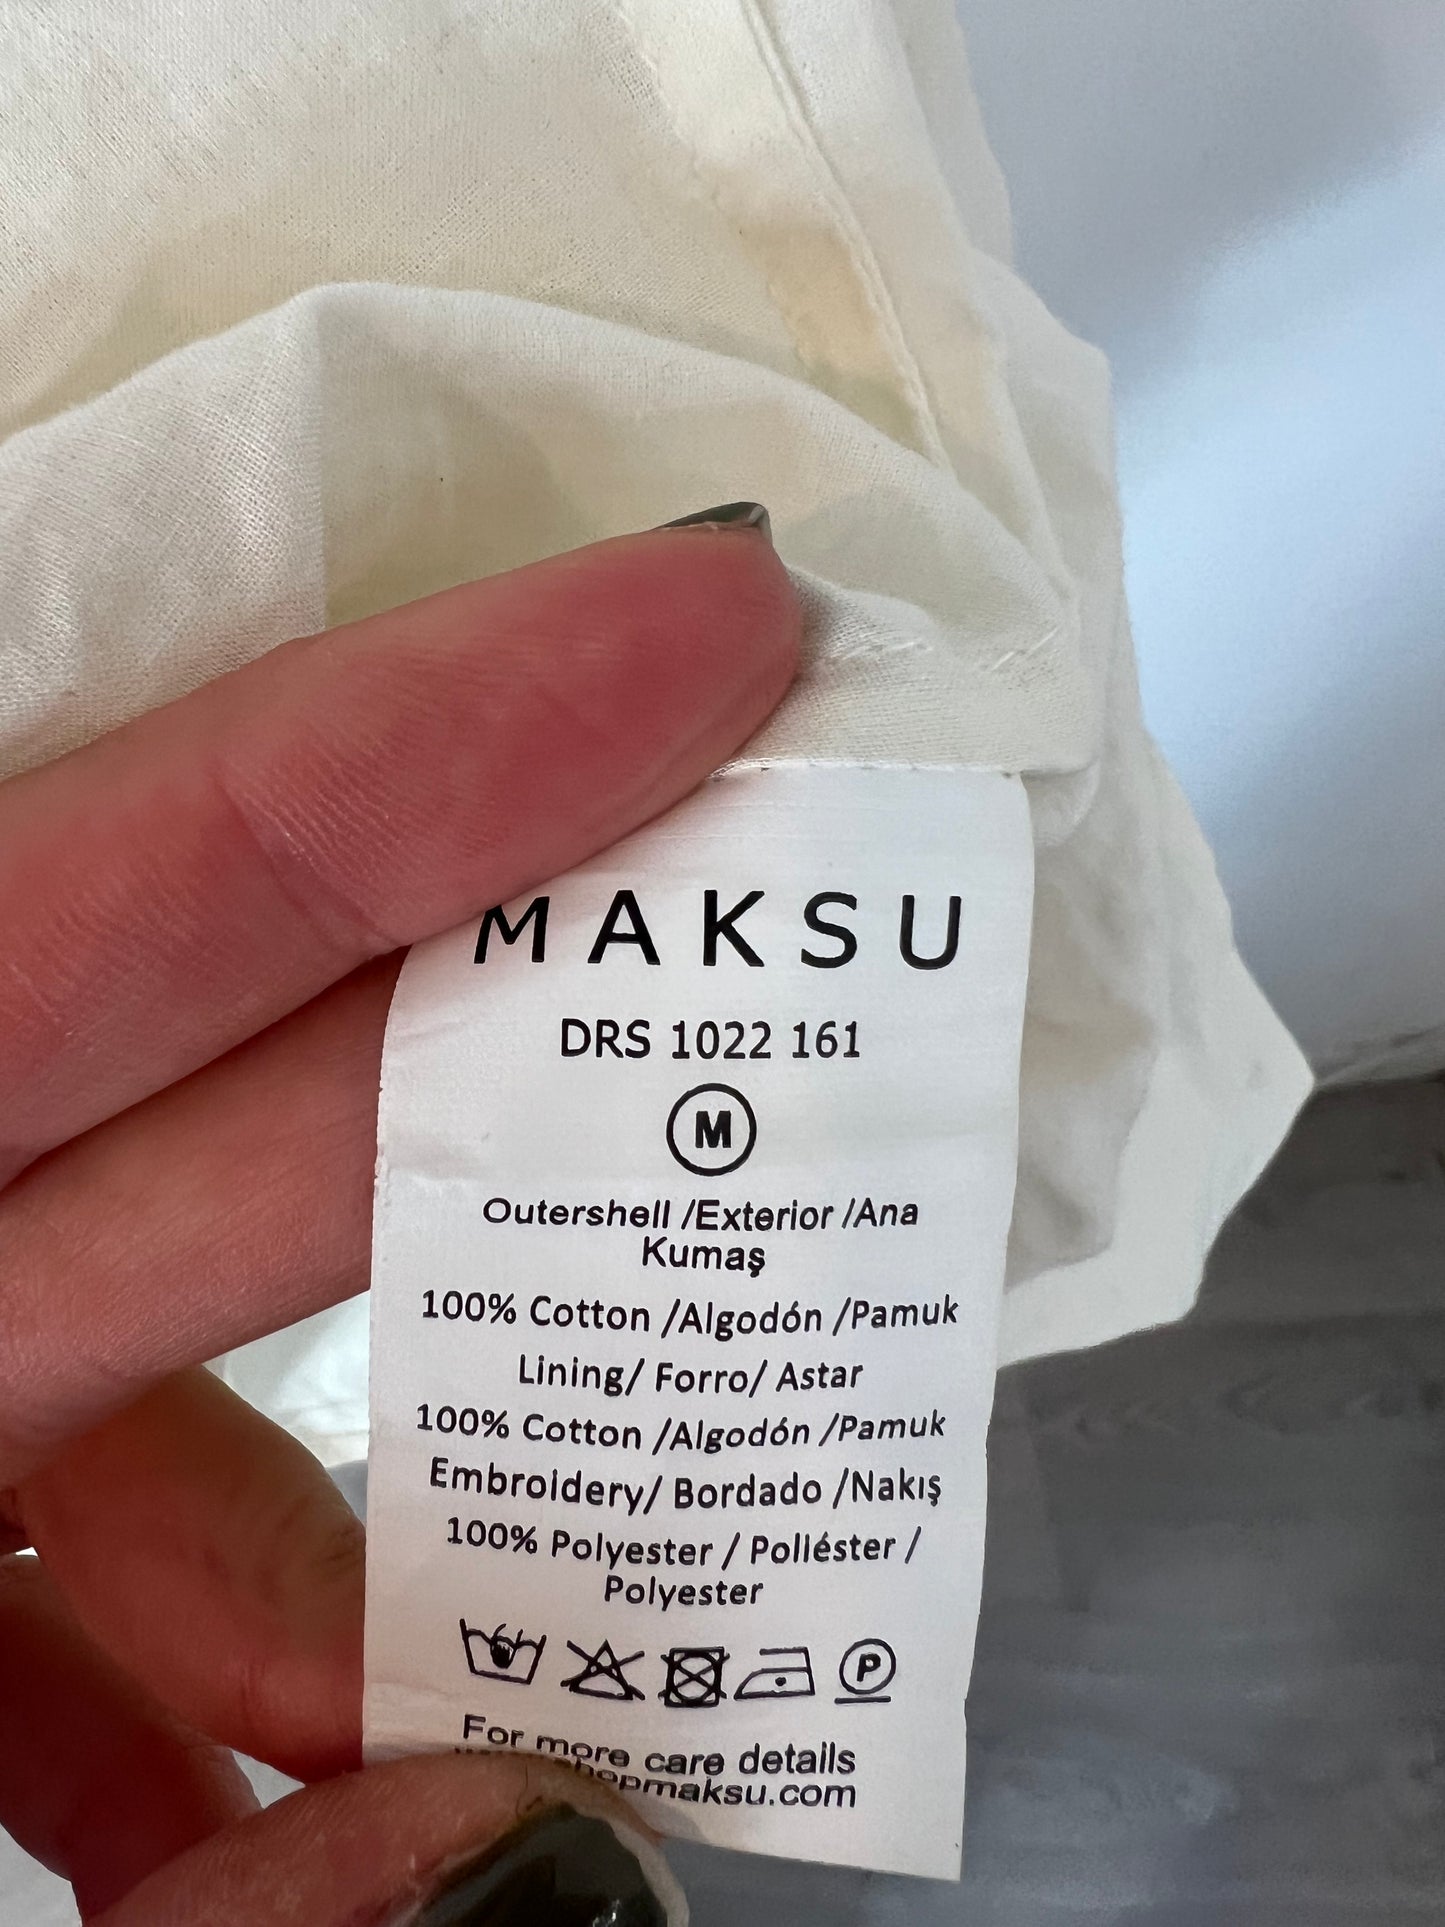 MAKSU
DRS 1022 161
M
Outershell /Exterior /Ana
Kumaş
100% Cotton /Algodón /Pamuk
Lining/ Forro/ Astar
100% Cotton /Algodón /Pamuk
Embroidery/ Bordado /Nakış
100% Polyester / Poliéster /
Polyester
P
For more care details
shopmaksu.com